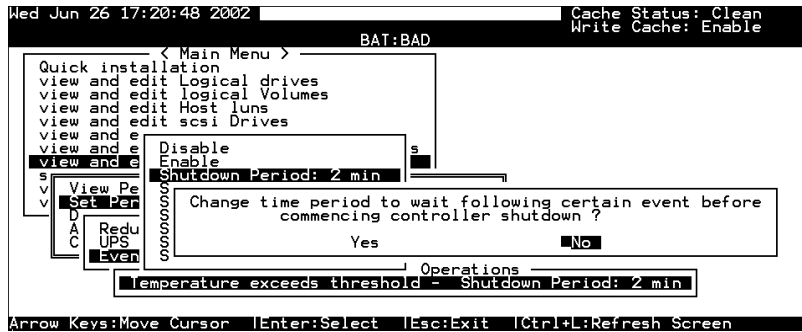 Wed Jun 26 17:20:48 2002 Cache Status: Clean
Write Cache: Enable
BAT:BAD
< Main Menu >
Quick installation
view and edit Logical drives
view and edit logical Volumes
view and edit Host luns
view and edit scsi Drives
view and e
view and e Disable s
view and e Enable
s Shutdown Period: 2 min
v View Pe S
v Set Per S Change time period to wait following certain event before
D S commencing controller shutdown ?
A Redu S
C UPS S Yes No
Even S
Operations
Temperature exceeds threshold - Shutdown Period: 2 min
Arrow Keys:Move Cursor |Enter:Select |Esc:Exit |Ctrl+L:Refresh Screen